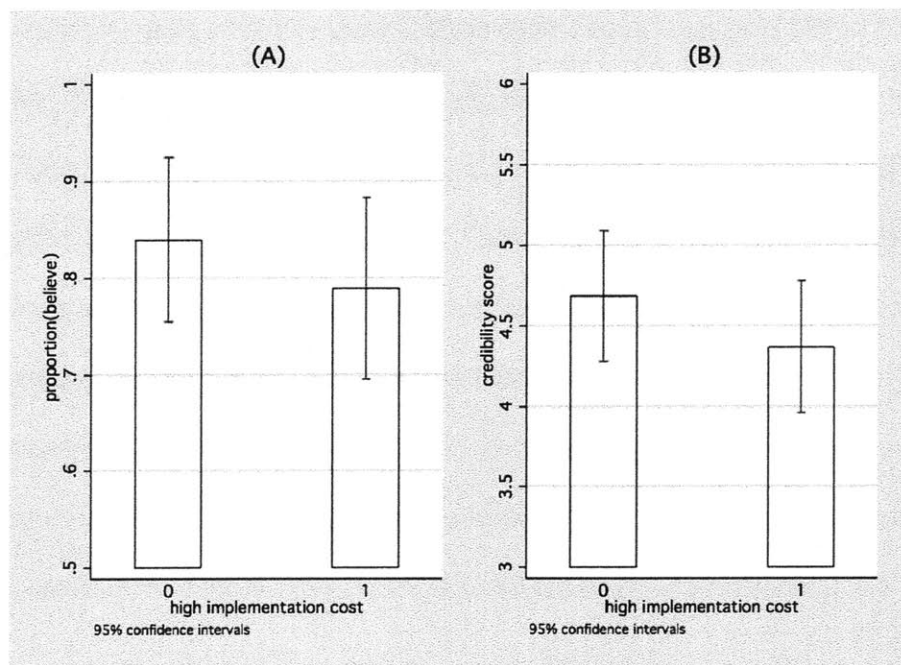 (A)
proportion(believe)
1
.9
.8
.7
.6
.5
0 1
high implementation cost
95% confidence intervals
(B)
credibility score
6
5.5
5
4.5
4
3.5
3
0 1
high implementation cost
95% confidence intervals